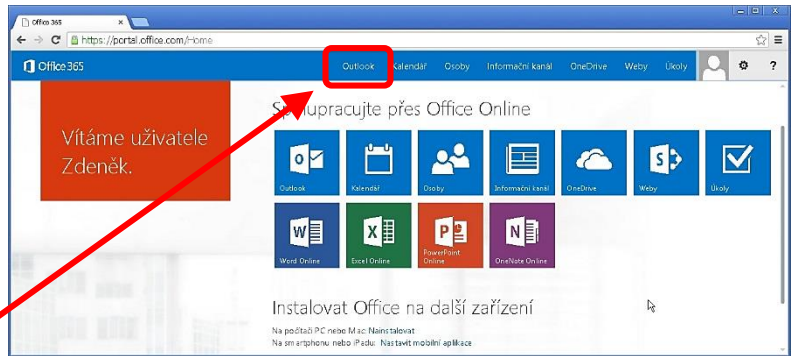 Office 365
https://portal.office.com/Home
Office 365
Outlook Kalendář Osoby Informační kanál OneDrive Weby Úkoly ?
Vítáme uživatele
Zdeněk.
Spolupracujte přes Office Online
Outlook Kalendář Osoby Informační kanál OneDrive Weby Úkoly
Word Online Excel Online PowerPoint Online OneNote Online
Instalovat Office na další zařízení
Na počítači PC nebo Mac: Nainstalovat
Na smartphonu nebo iPadu: Nastavit mobilní aplikace